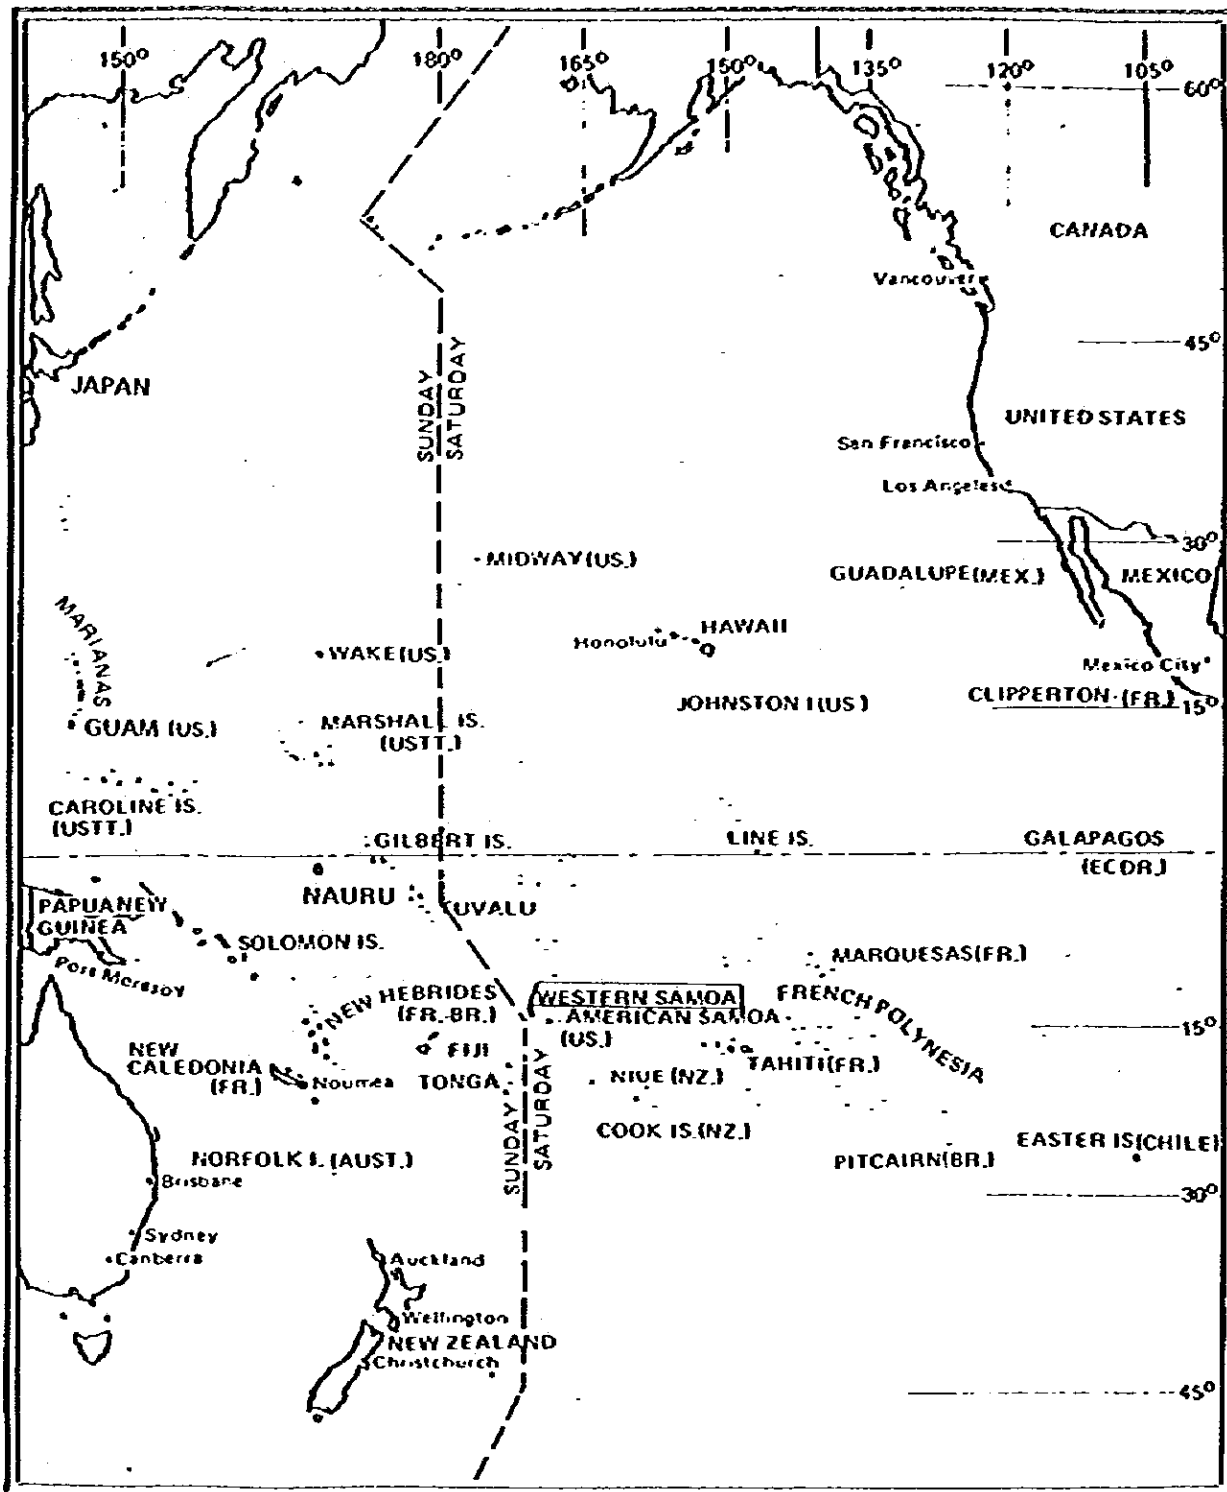 150°
180°
165°
150°
135°
120°
105°
60°
CANADA
Vancouver
45°
JAPAN
SUNDAY
SATURDAY
UNITED STATES
San Francisco
Los Angeles
30°
MIDWAY (US.)
GUADALUPE (MEX.)
MEXICO
MARIANAS
HAWAII
Honolulu
WAKE (US.)
Mexico City
CLIPPERTON (FR.)
JOHNSTON I (US)
15°
GUAM (US.)
MARSHALL IS.
(USTT.)
CAROLINE IS.
(USTT.)
GILBERT IS.
LINE IS.
GALAPAGOS
(ECDR.)
NAURU
TUVALU
PAPUA NEW
GUINEA
SOLOMON IS.
Port Moresby
MARQUESAS (FR.)
NEW HEBRIDES
(FR.-BR.)
WESTERN SAMOA
AMERICAN SAMOA
(US.)
FRENCH POLYNESIA
15°
FIJI
NEW
CALEDONIA
(FR.)
Noumea
TONGA
NIUE (NZ.)
TAHITI (FR.)
SUNDAY
SATURDAY
COOK IS. (NZ.)
EASTER IS (CHILE)
NORFOLK I. (AUST.)
PITCAIRN (BR.)
Brisbane
30°
Sydney
Canberra
Auckland
Wellington
NEW ZEALAND
Christchurch
45°